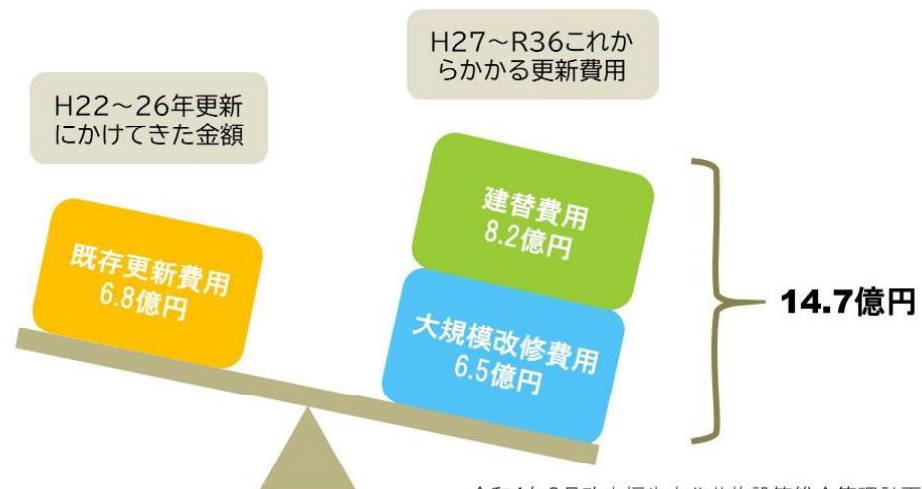 H22～26年更新
にかけてきた金額
H27～R36これか
らかかる更新費用
既存更新費用
6.8億円
建替費用
8.2億円
大規模改修費用
6.5億円
14.7億円